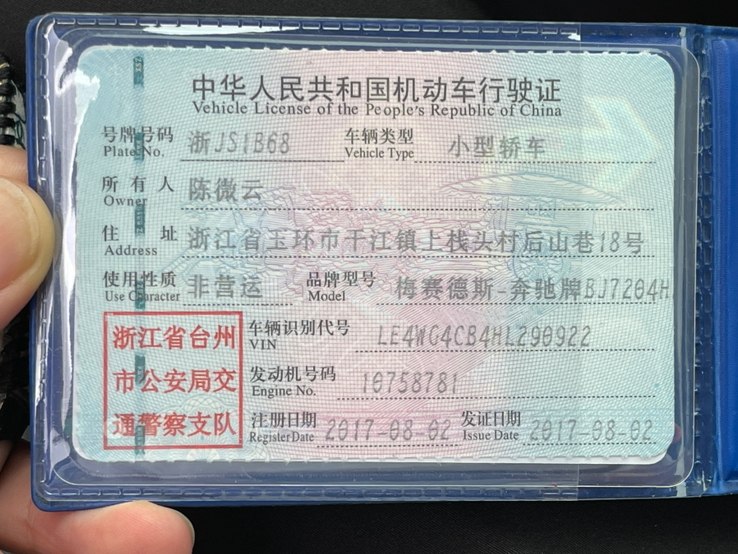 中华人民共和国机动车行驶证
Vehicle License of the People's Republic of China
号牌号码 浙JS1B68 车辆类型 小型轿车
Plate No. Vehicle Type
所有人 陈微云
Owner
住址 浙江省玉环市干江镇上栈头村后山巷18号
Address
使用性质 非营运 品牌型号 梅赛德斯-奔驰牌BJ7204H
Use Character Model
浙江省台州 车辆识别代号 LE4WG4CB4HL290922
VIN
市公安局交 发动机号码 10758781
Engine No.
通警察支队 注册日期 2017-08-02 发证日期 2017-08-02
Register Date Issue Date